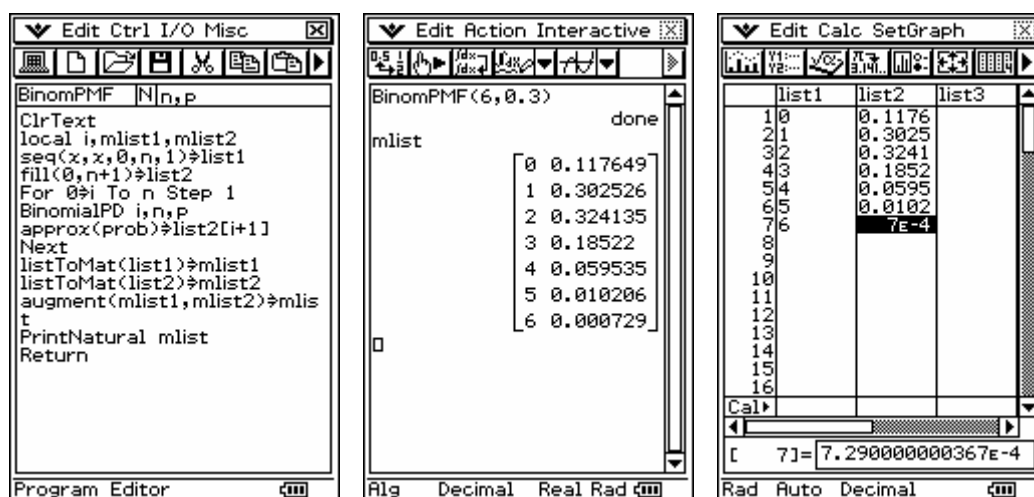 Edit Ctrl I/O Misc
BinomPMF N n,p
ClrText
local i,mlist1,mlist2
seq(x,x,0,n,1)⇒list1
fill(0,n+1)⇒list2
For 0⇒i To n Step 1
BinomialPD i,n,p
approx(prob)⇒list2[i+1]
Next
listToMat(list1)⇒mlist1
listToMat(list2)⇒mlist2
augment(mlist1,mlist2)⇒mlis
t
PrintNatural mlist
Return
Program Editor
Edit Action Interactive
BinomPMF(6,0.3)
done
mlist
0 0.117649
1 0.302526
2 0.324135
3 0.18522
4 0.059535
5 0.010206
6 0.000729
Alg Decimal Real Rad
Edit Calc SetGraph
list1 list2 list3
1 0 0.1176
2 1 0.3025
3 2 0.3241
4 3 0.1852
5 4 0.0595
6 5 0.0102
7 6 7E-4
8
9
10
11
12
13
14
15
16
Cal
[ 7]= 7.290000000367E-4
Rad Auto Decimal